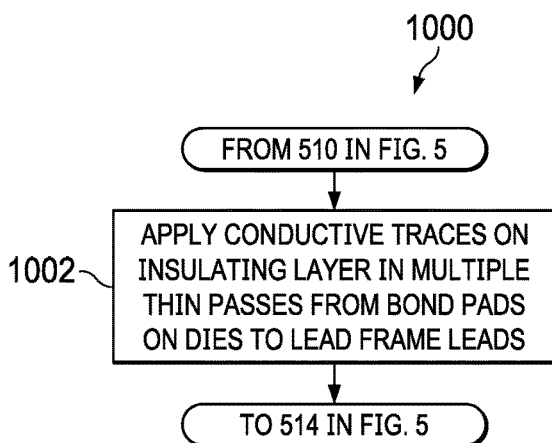 1000
FROM 510 IN FIG. 5
1002
APPLY CONDUCTIVE TRACES ON
INSULATING LAYER IN MULTIPLE
THIN PASSES FROM BOND PADS
ON DIES TO LEAD FRAME LEADS
TO 514 IN FIG. 5